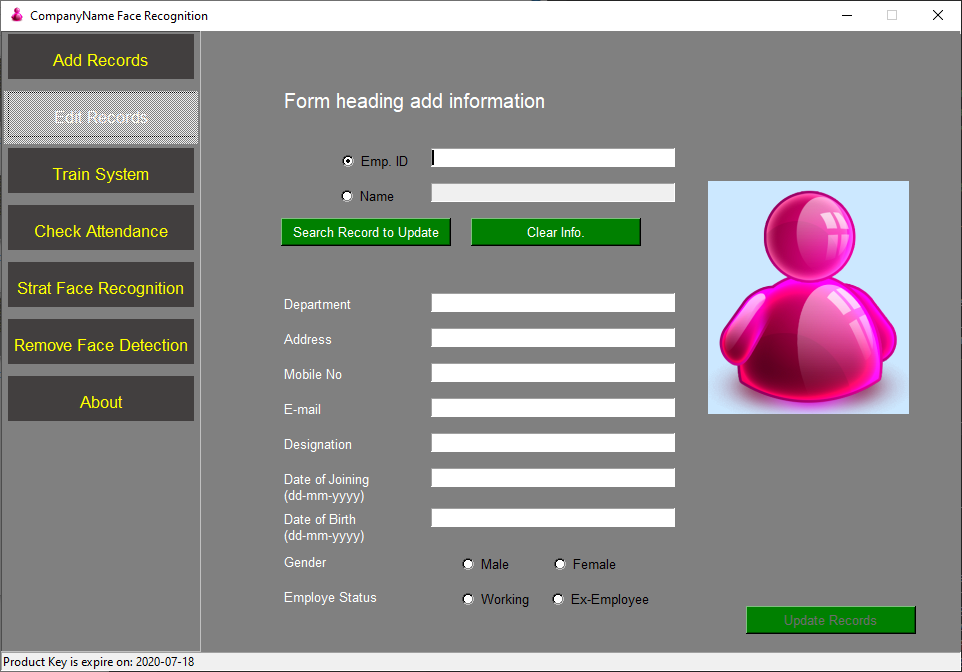 CompanyName Face Recognition
Add Records
Edit Records
Train System
Check Attendance
Strat Face Recognition
Remove Face Detection
About
Form heading add information
Emp. ID
Name
Search Record to Update
Clear Info.
Department
Address
Mobile No
E-mail
Designation
Date of Joining
(dd-mm-yyyy)
Date of Birth
(dd-mm-yyyy)
Gender Male Female
Employe Status Working Ex-Employee
Update Records
Product Key is expire on: 2020-07-18